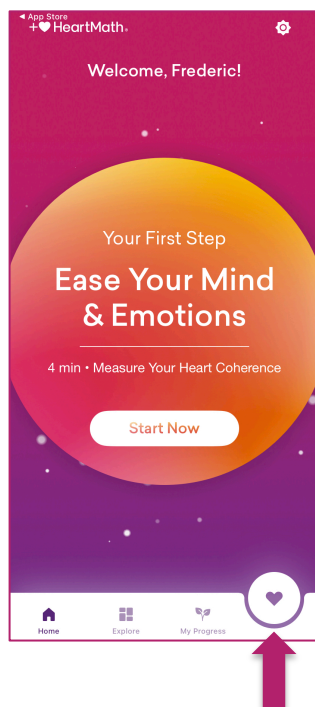 App Store
HeartMath®
Welcome, Frederic!
Your First Step
Ease Your Mind
& Emotions
4 min • Measure Your Heart Coherence
Start Now
Home
Explore
My Progress